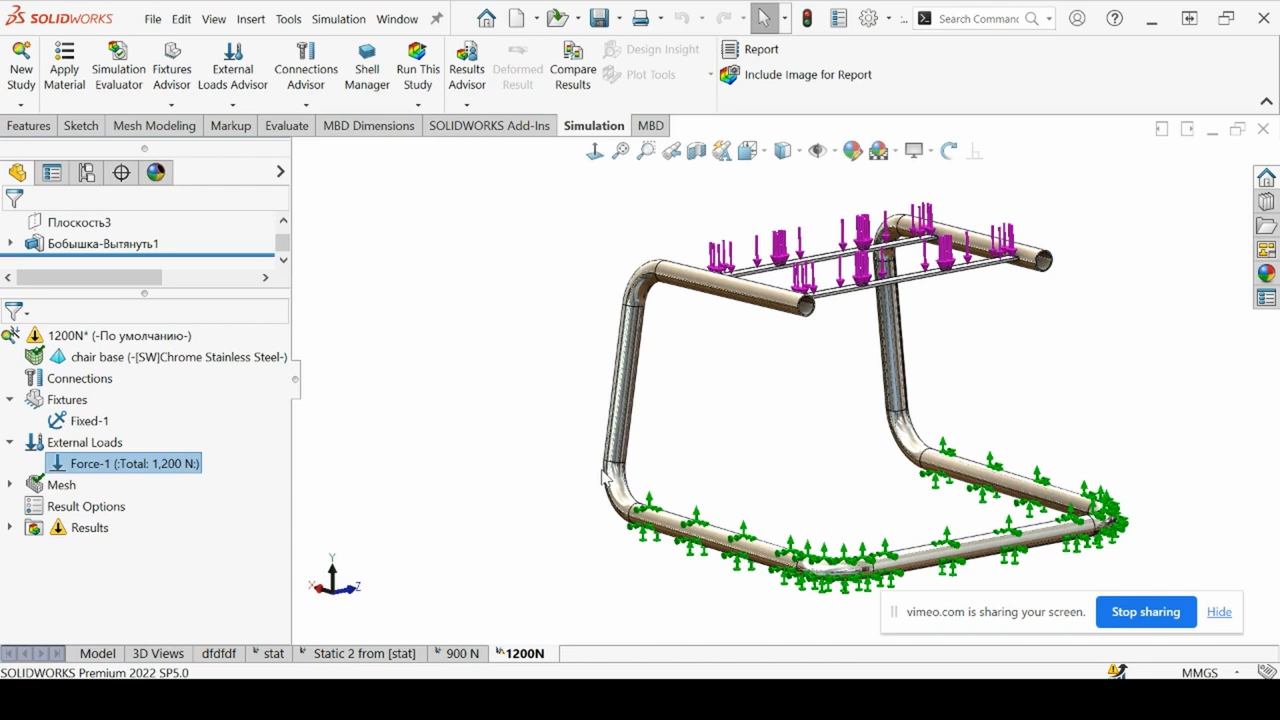 SOLIDWORKS File Edit View Insert Tools Simulation Window Search Commanc
New Study
Apply Material
Simulation Evaluator
Fixtures Advisor
External Loads Advisor
Connections Advisor
Shell Manager
Run This Study
Results Advisor
Deformed Result
Compare Results
Design Insight
Plot Tools
Report
Include Image for Report
Features Sketch Mesh Modeling Markup Evaluate MBD Dimensions SOLIDWORKS Add-Ins Simulation MBD
Плоскость3
Бобышка-Вытянуть1
1200N* (-По умолчанию-)
chair base (-[SW]Chrome Stainless Steel-)
Connections
Fixtures
Fixed-1
External Loads
Force-1 (:Total: 1,200 N:)
Mesh
Result Options
Results
Y
X
Z
vimeo.com is sharing your screen. Stop sharing Hide
Model 3D Views dfdfdf stat Static 2 from [stat] 900 N 1200N
SOLIDWORKS Premium 2022 SP5.0 MMGS